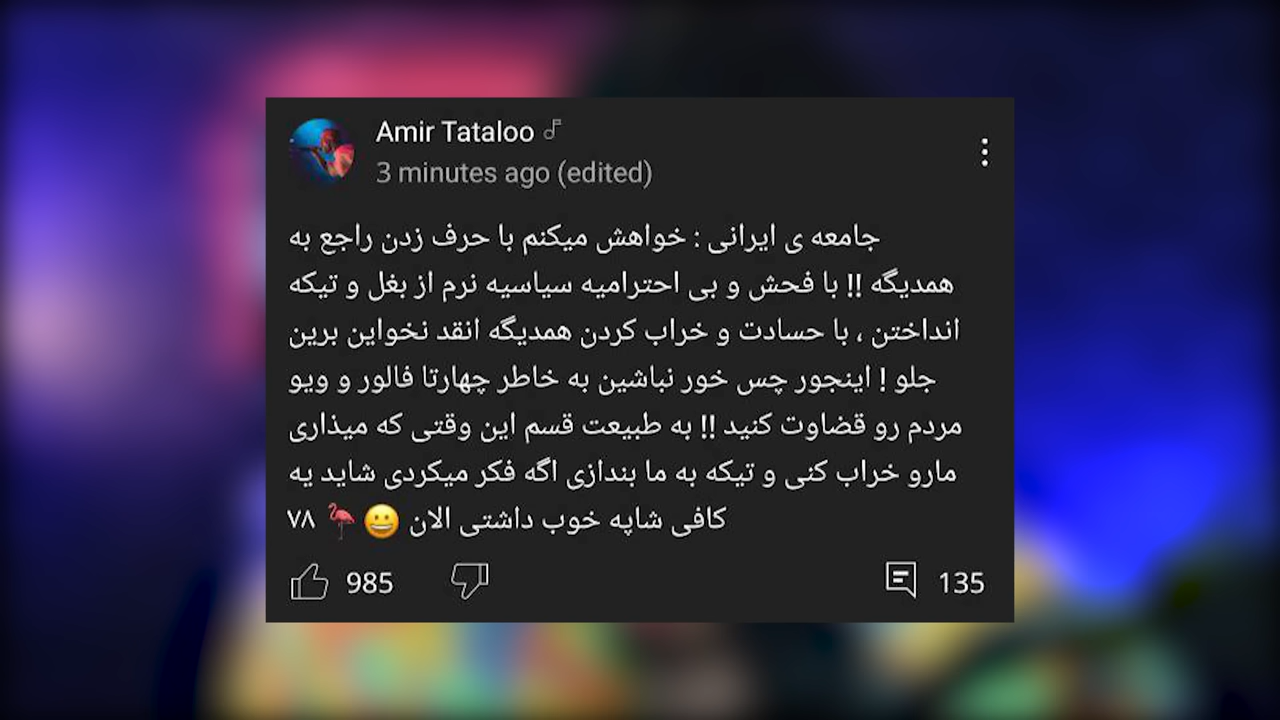 Amir Tataloo
3 minutes ago (edited)
جامعه ی ایرانی : خواهش میکنم با حرف زدن راجع به
همدیگه !! با فحش و بی احترامیه سیاسیه نرم از بغل و تیکه
انداختن ، با حسادت و خراب کردن همدیگه انقد نخواین برین
جلو ! اینجور چس خور نباشین به خاطر چهارتا فالور و ویو
مردم رو قضاوت کنید !! به طبیعت قسم این وقتی که میذاری
مارو خراب کنی و تیکه به ما بندازی اگه فکر میکردی شاید یه
کافی شاپه خوب داشتی الان 😀 🦩 ۷۸
985
135